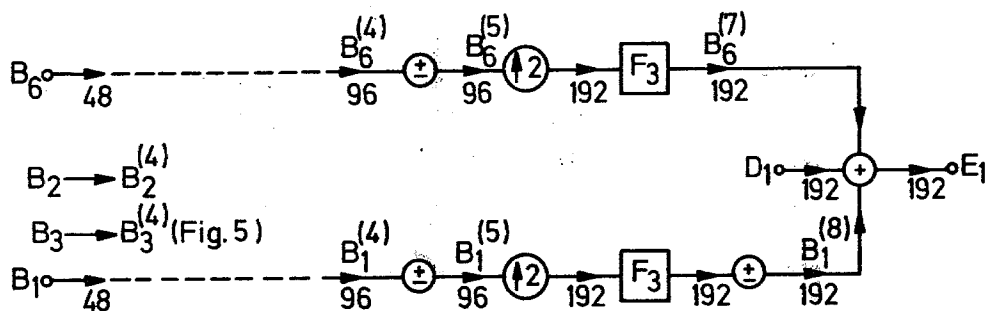 B₆ 48 B₆⁽⁴⁾ 96 ± B₆⁽⁵⁾ 96 ↑2 192 F₃ B₆⁽⁷⁾ 192
B₂ → B₂⁽⁴⁾
D₁ 192 + 192 E₁
B₃ → B₃⁽⁴⁾ (Fig. 5)
B₁ 48 B₁⁽⁴⁾ 96 ± B₁⁽⁵⁾ 96 ↑2 192 F₃ 192 ± B₁⁽⁸⁾ 192